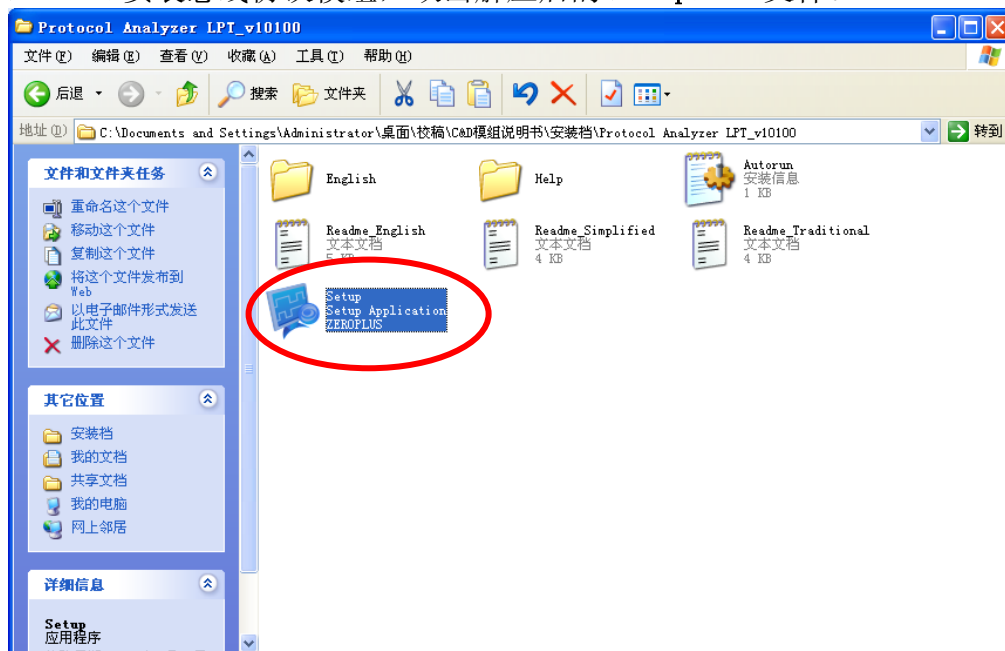 Protocol Analyzer LPT_v10100
文件(F) 编辑(E) 查看(V) 收藏(A) 工具(T) 帮助(H)
后退 搜索 文件夹
地址(D) C:\Documents and Settings\Administrator\桌面\校稿\C&D模组说明书\安装档\Protocol Analyzer LPT_v10100 转到
文件和文件夹任务
重命名这个文件
移动这个文件
复制这个文件
将这个文件发布到
Web
以电子邮件形式发送
此文件
删除这个文件
其它位置
安装档
我的文档
共享文档
我的电脑
网上邻居
详细信息
Setup
应用程序
English
Help
Autorun
安装信息
1 KB
Readme_English
文本文档
5 KB
Readme_Simplified
文本文档
4 KB
Readme_Traditional
文本文档
4 KB
Setup
Setup Application
ZEROPLUS